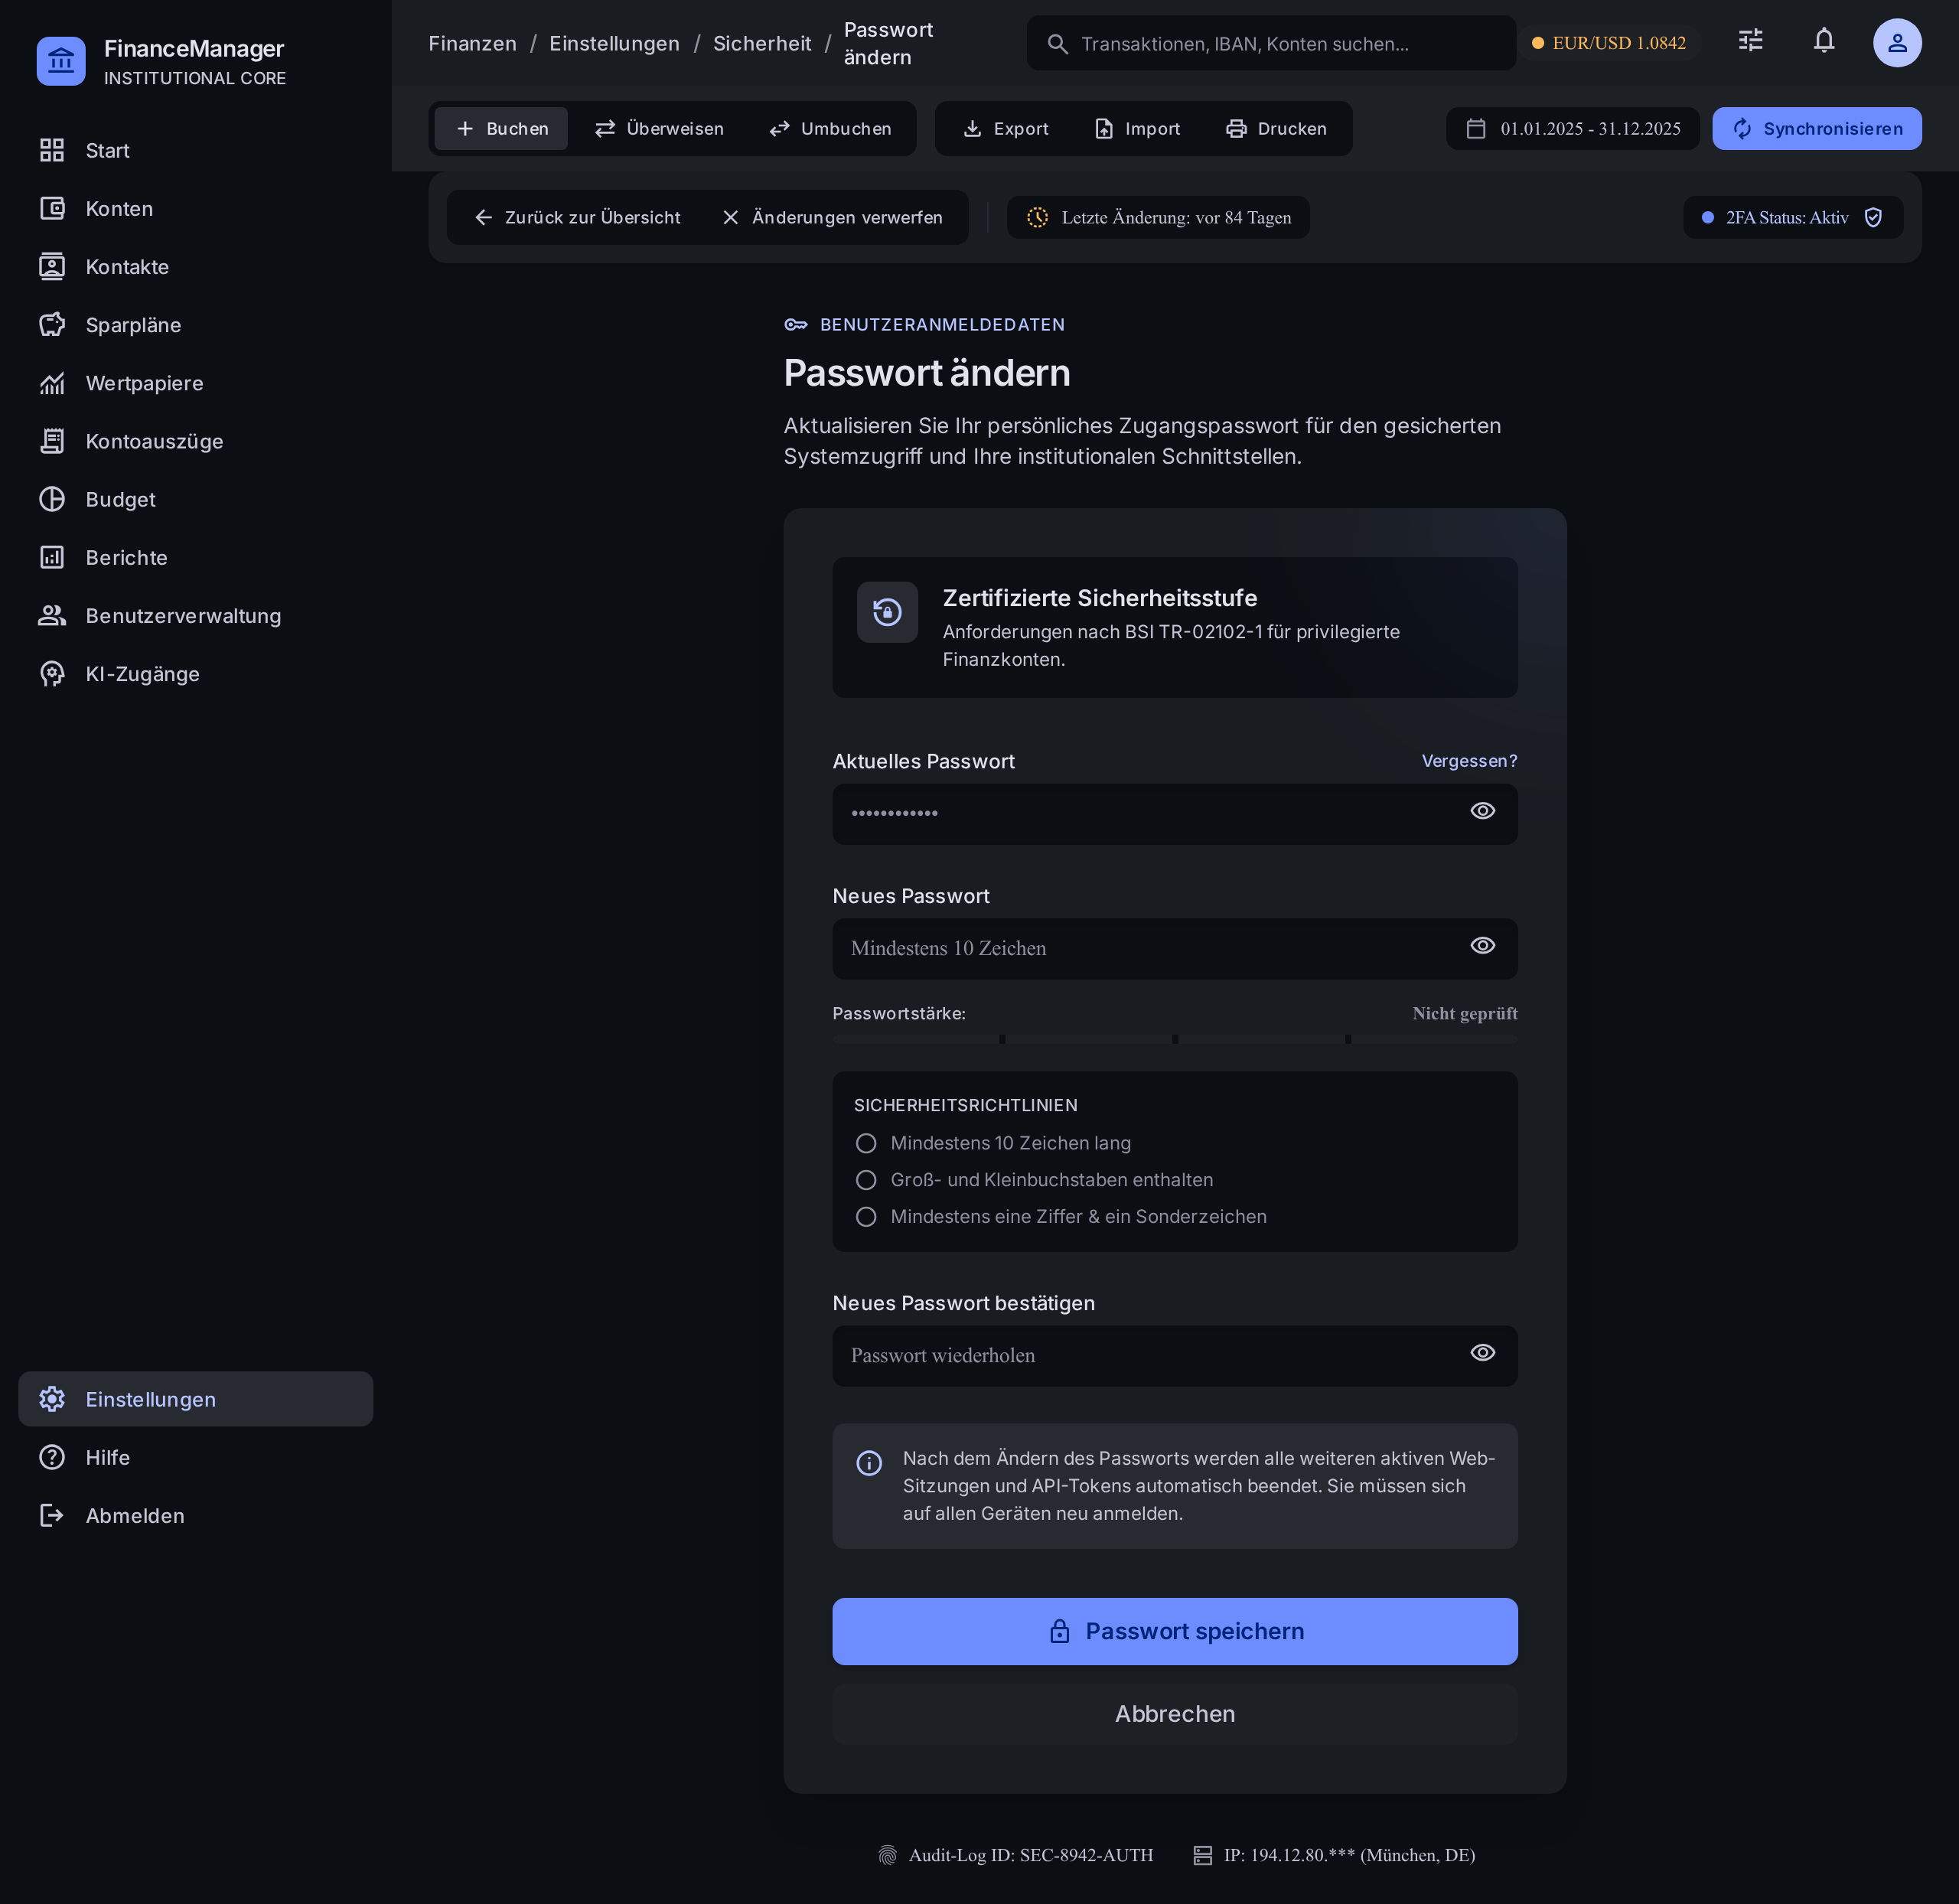 FinanceManager
INSTITUTIONAL CORE
Start
Konten
Kontakte
Sparpläne
Wertpapiere
Kontoauszüge
Budget
Berichte
Benutzerverwaltung
KI-Zugänge
Einstellungen
Hilfe
Abmelden
Finanzen / Einstellungen / Sicherheit / Passwort
ändern
Transaktionen, IBAN, Konten suchen...
EUR/USD 1.0842
Buchen
Überweisen
Umbuchen
Export
Import
Drucken
01.01.2025 - 31.12.2025
Synchronisieren
Zurück zur Übersicht
Änderungen verwerfen
Letzte Änderung: vor 84 Tagen
2FA Status: Aktiv
BENUTZERANMELDEDATEN
Passwort ändern
Aktualisieren Sie Ihr persönliches Zugangspasswort für den gesicherten
Systemzugriff und Ihre institutionalen Schnittstellen.
Zertifizierte Sicherheitsstufe
Anforderungen nach BSI TR-02102-1 für privilegierte
Finanzkonten.
Aktuelles Passwort
Vergessen?
••••••••••••
Neues Passwort
Mindestens 10 Zeichen
Passwortstärke:
Nicht geprüft
SICHERHEITSRICHTLINIEN
Mindestens 10 Zeichen lang
Groß- und Kleinbuchstaben enthalten
Mindestens eine Ziffer & ein Sonderzeichen
Neues Passwort bestätigen
Passwort wiederholen
Nach dem Ändern des Passworts werden alle weiteren aktiven Web-
Sitzungen und API-Tokens automatisch beendet. Sie müssen sich
auf allen Geräten neu anmelden.
Passwort speichern
Abbrechen
Audit-Log ID: SEC-8942-AUTH
IP: 194.12.80.*** (München, DE)